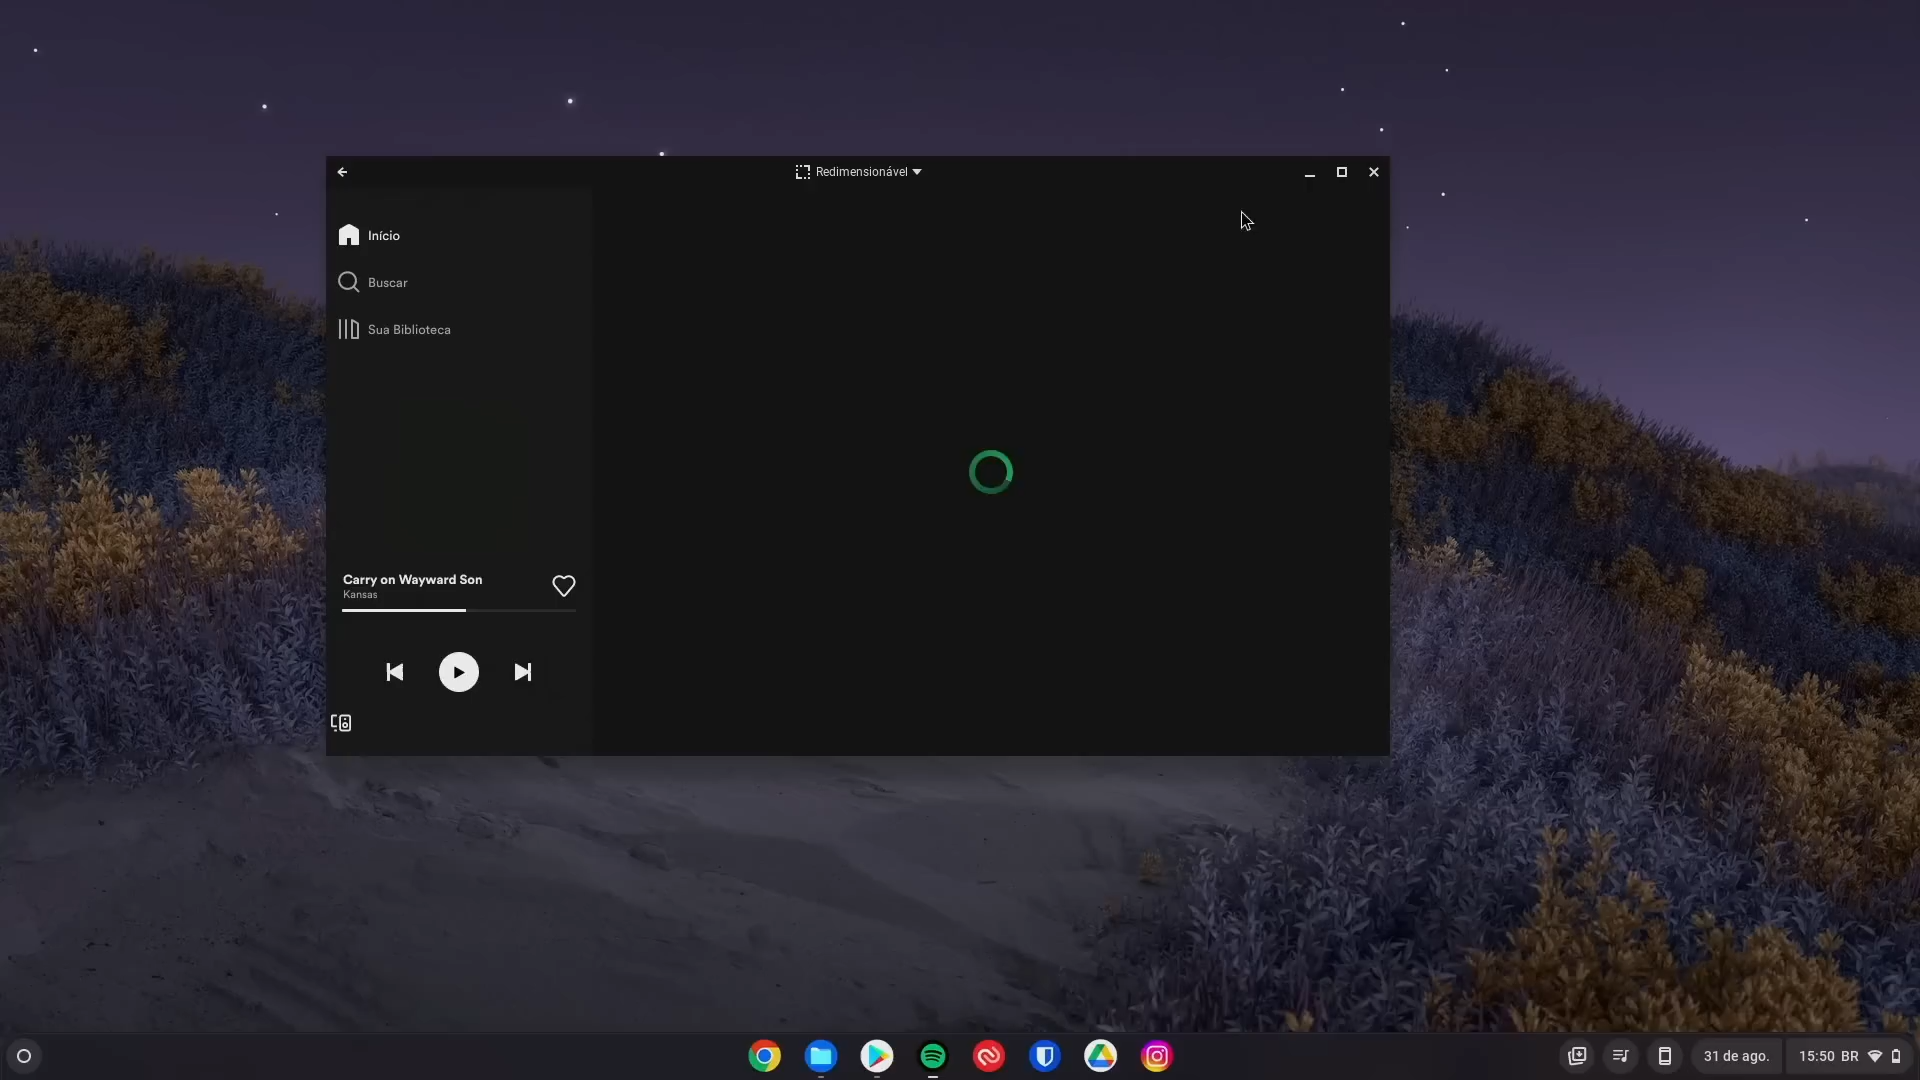 Redimensionável
Início
Buscar
Sua Biblioteca
Carry on Wayward Son
Kansas
31 de ago.
15:50 BR